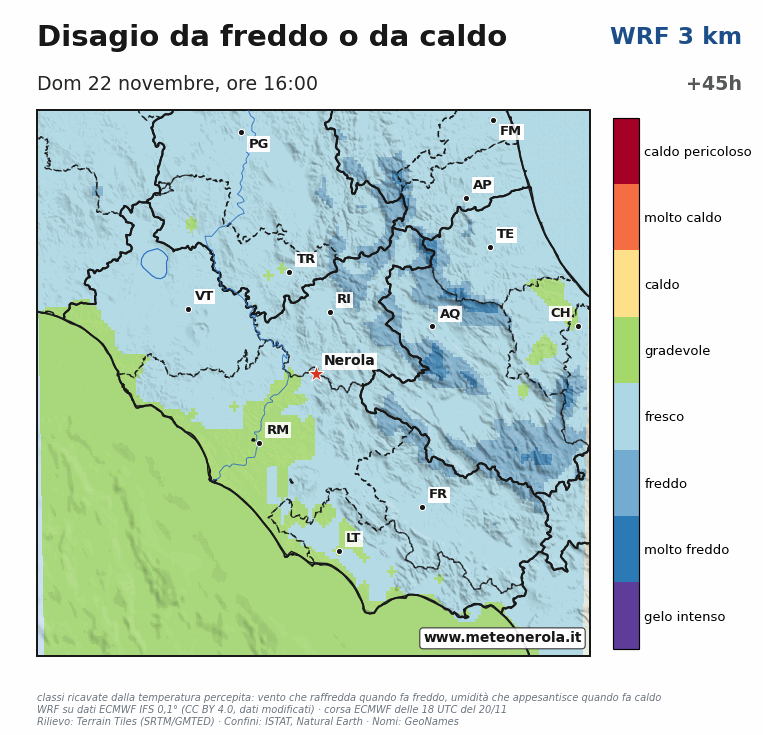 Disagio da freddo o da caldo
WRF 3 km
Dom 22 novembre, ore 16:00
+45h
FM
PG
AP
TE
TR
VT
RI
AQ
CH
Nerola
RM
FR
LT
www.meteonerola.it
caldo pericoloso
molto caldo
caldo
gradevole
fresco
freddo
molto freddo
gelo intenso
classi ricavate dalla temperatura percepita: vento che raffredda quando fa freddo, umidità che appesantisce quando fa caldo
WRF su dati ECMWF IFS 0,1° (CC BY 4.0, dati modificati) · corsa ECMWF delle 18 UTC del 20/11
Rilievo: Terrain Tiles (SRTM/GMTED) · Confini: ISTAT, Natural Earth · Nomi: GeoNames